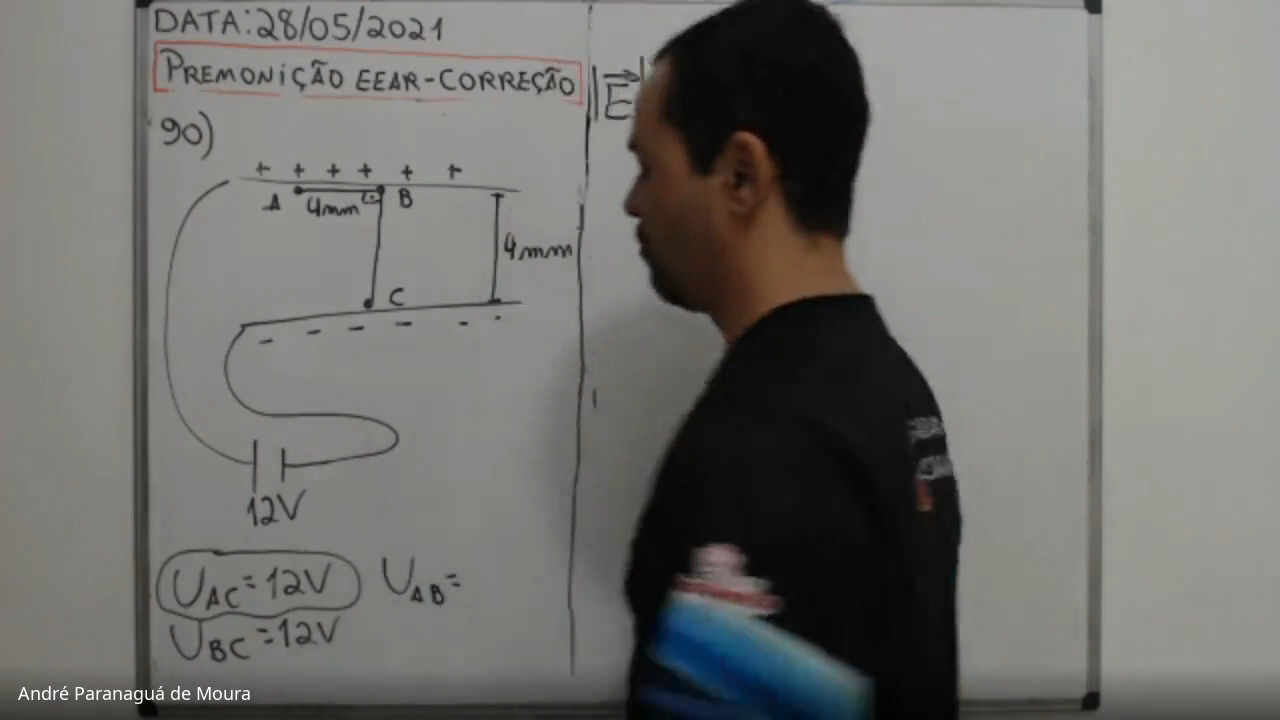 DATA:28/05/2021
PREMONIÇÃO EEAR-CORREÇÃO
90)
+ + + + + +
A 4mm B
4mm
C
- - - - - -
12V
UAC=12V UAB=
UBC=12V
|E|
André Paranaguá de Moura